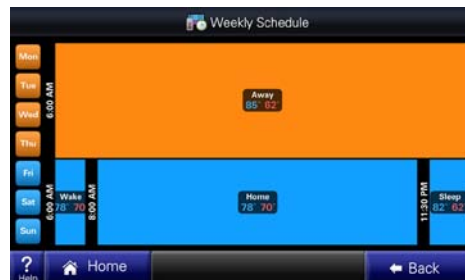 Weekly Schedule
Mon
Tue
Wed
Thu
6:00 AM
Away
85° 62°
Fri
Sat
Sun
6:00 AM
Wake
78° 70
8:00 AM
Home
78° 70°
11:30 PM
Sleep
82° 62°
?
Help
Home
Back